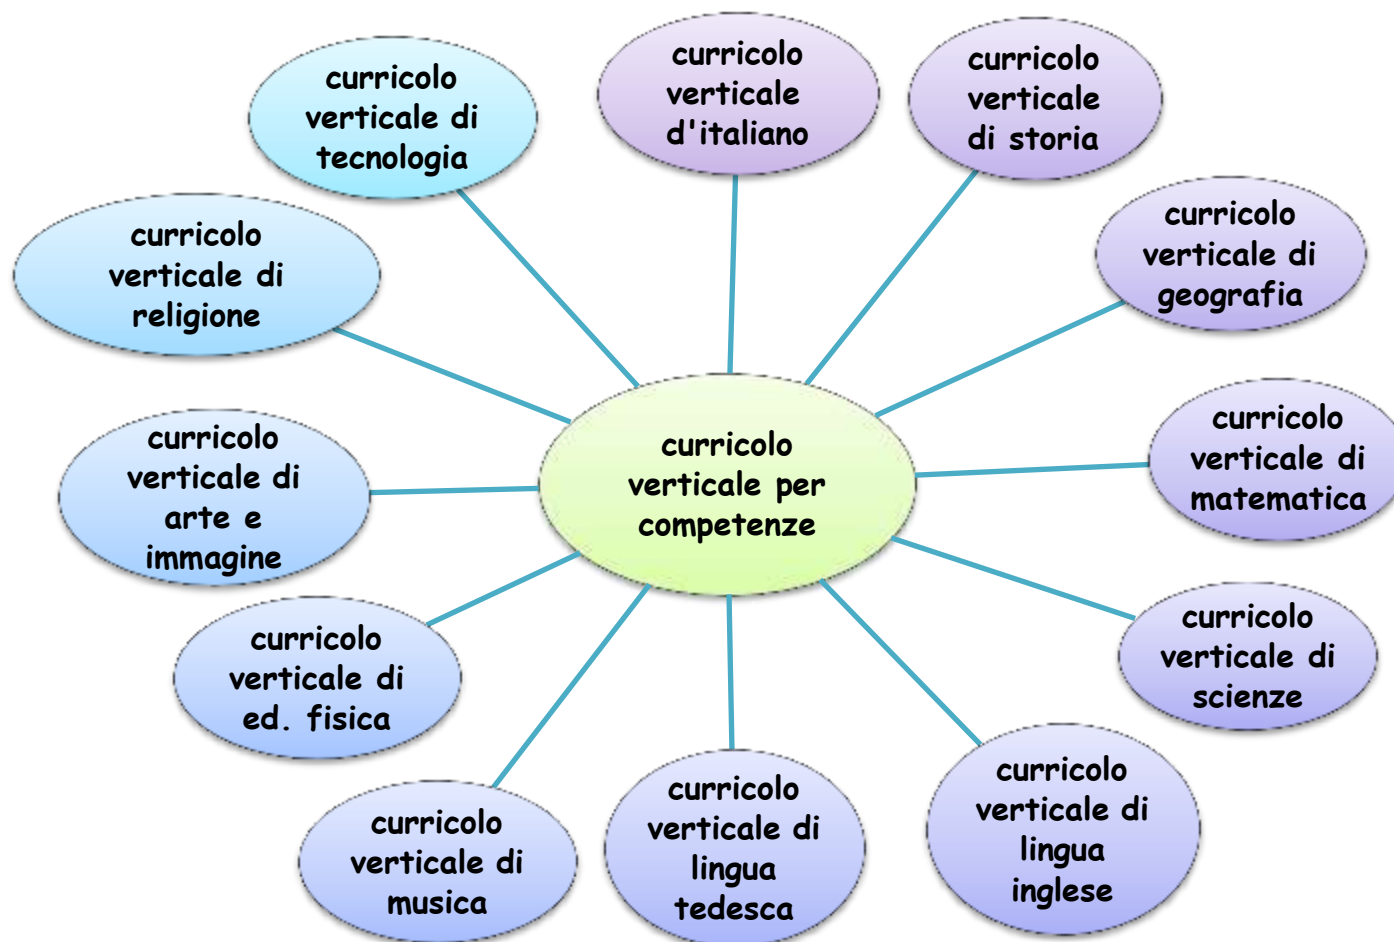 curricolo
verticale di
tecnologia
curricolo
verticale
d'italiano
curricolo
verticale
di storia
curricolo
verticale di
geografia
curricolo
verticale di
religione
curricolo
verticale di
matematica
curricolo
verticale per
competenze
curricolo
verticale di
arte e
immagine
curricolo
verticale di
scienze
curricolo
verticale di
ed. fisica
curricolo
verticale di
lingua
inglese
curricolo
verticale di
lingua
tedesca
curricolo
verticale di
musica